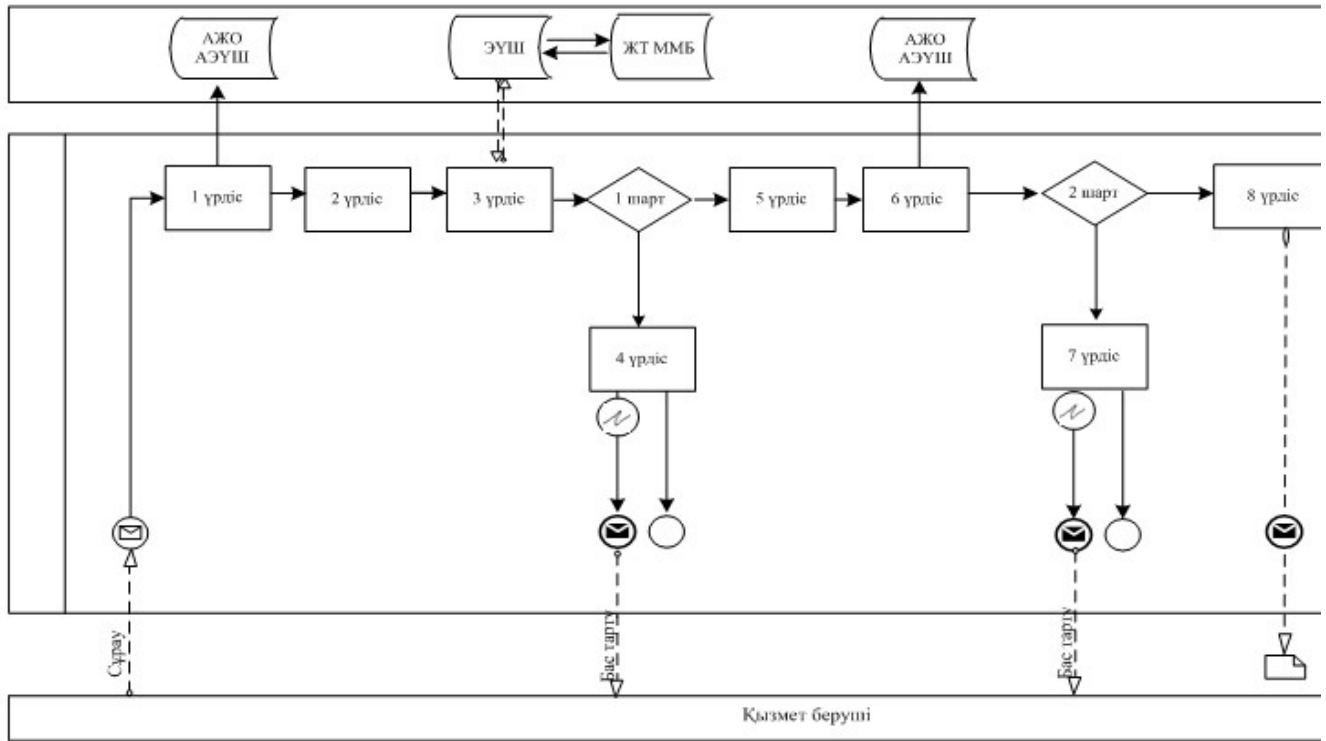 АЖО
АЭҮШ
ЭҮШ
ЖТ ММБ
АЖО
АЭҮШ
1 үрдіс
2 үрдіс
3 үрдіс
1 шарт
5 үрдіс
6 үрдіс
2 шарт
8 үрдіс
4 үрдіс
7 үрдіс
Сұрау
Бас тарту
Бас тарту
Қызмет беруші